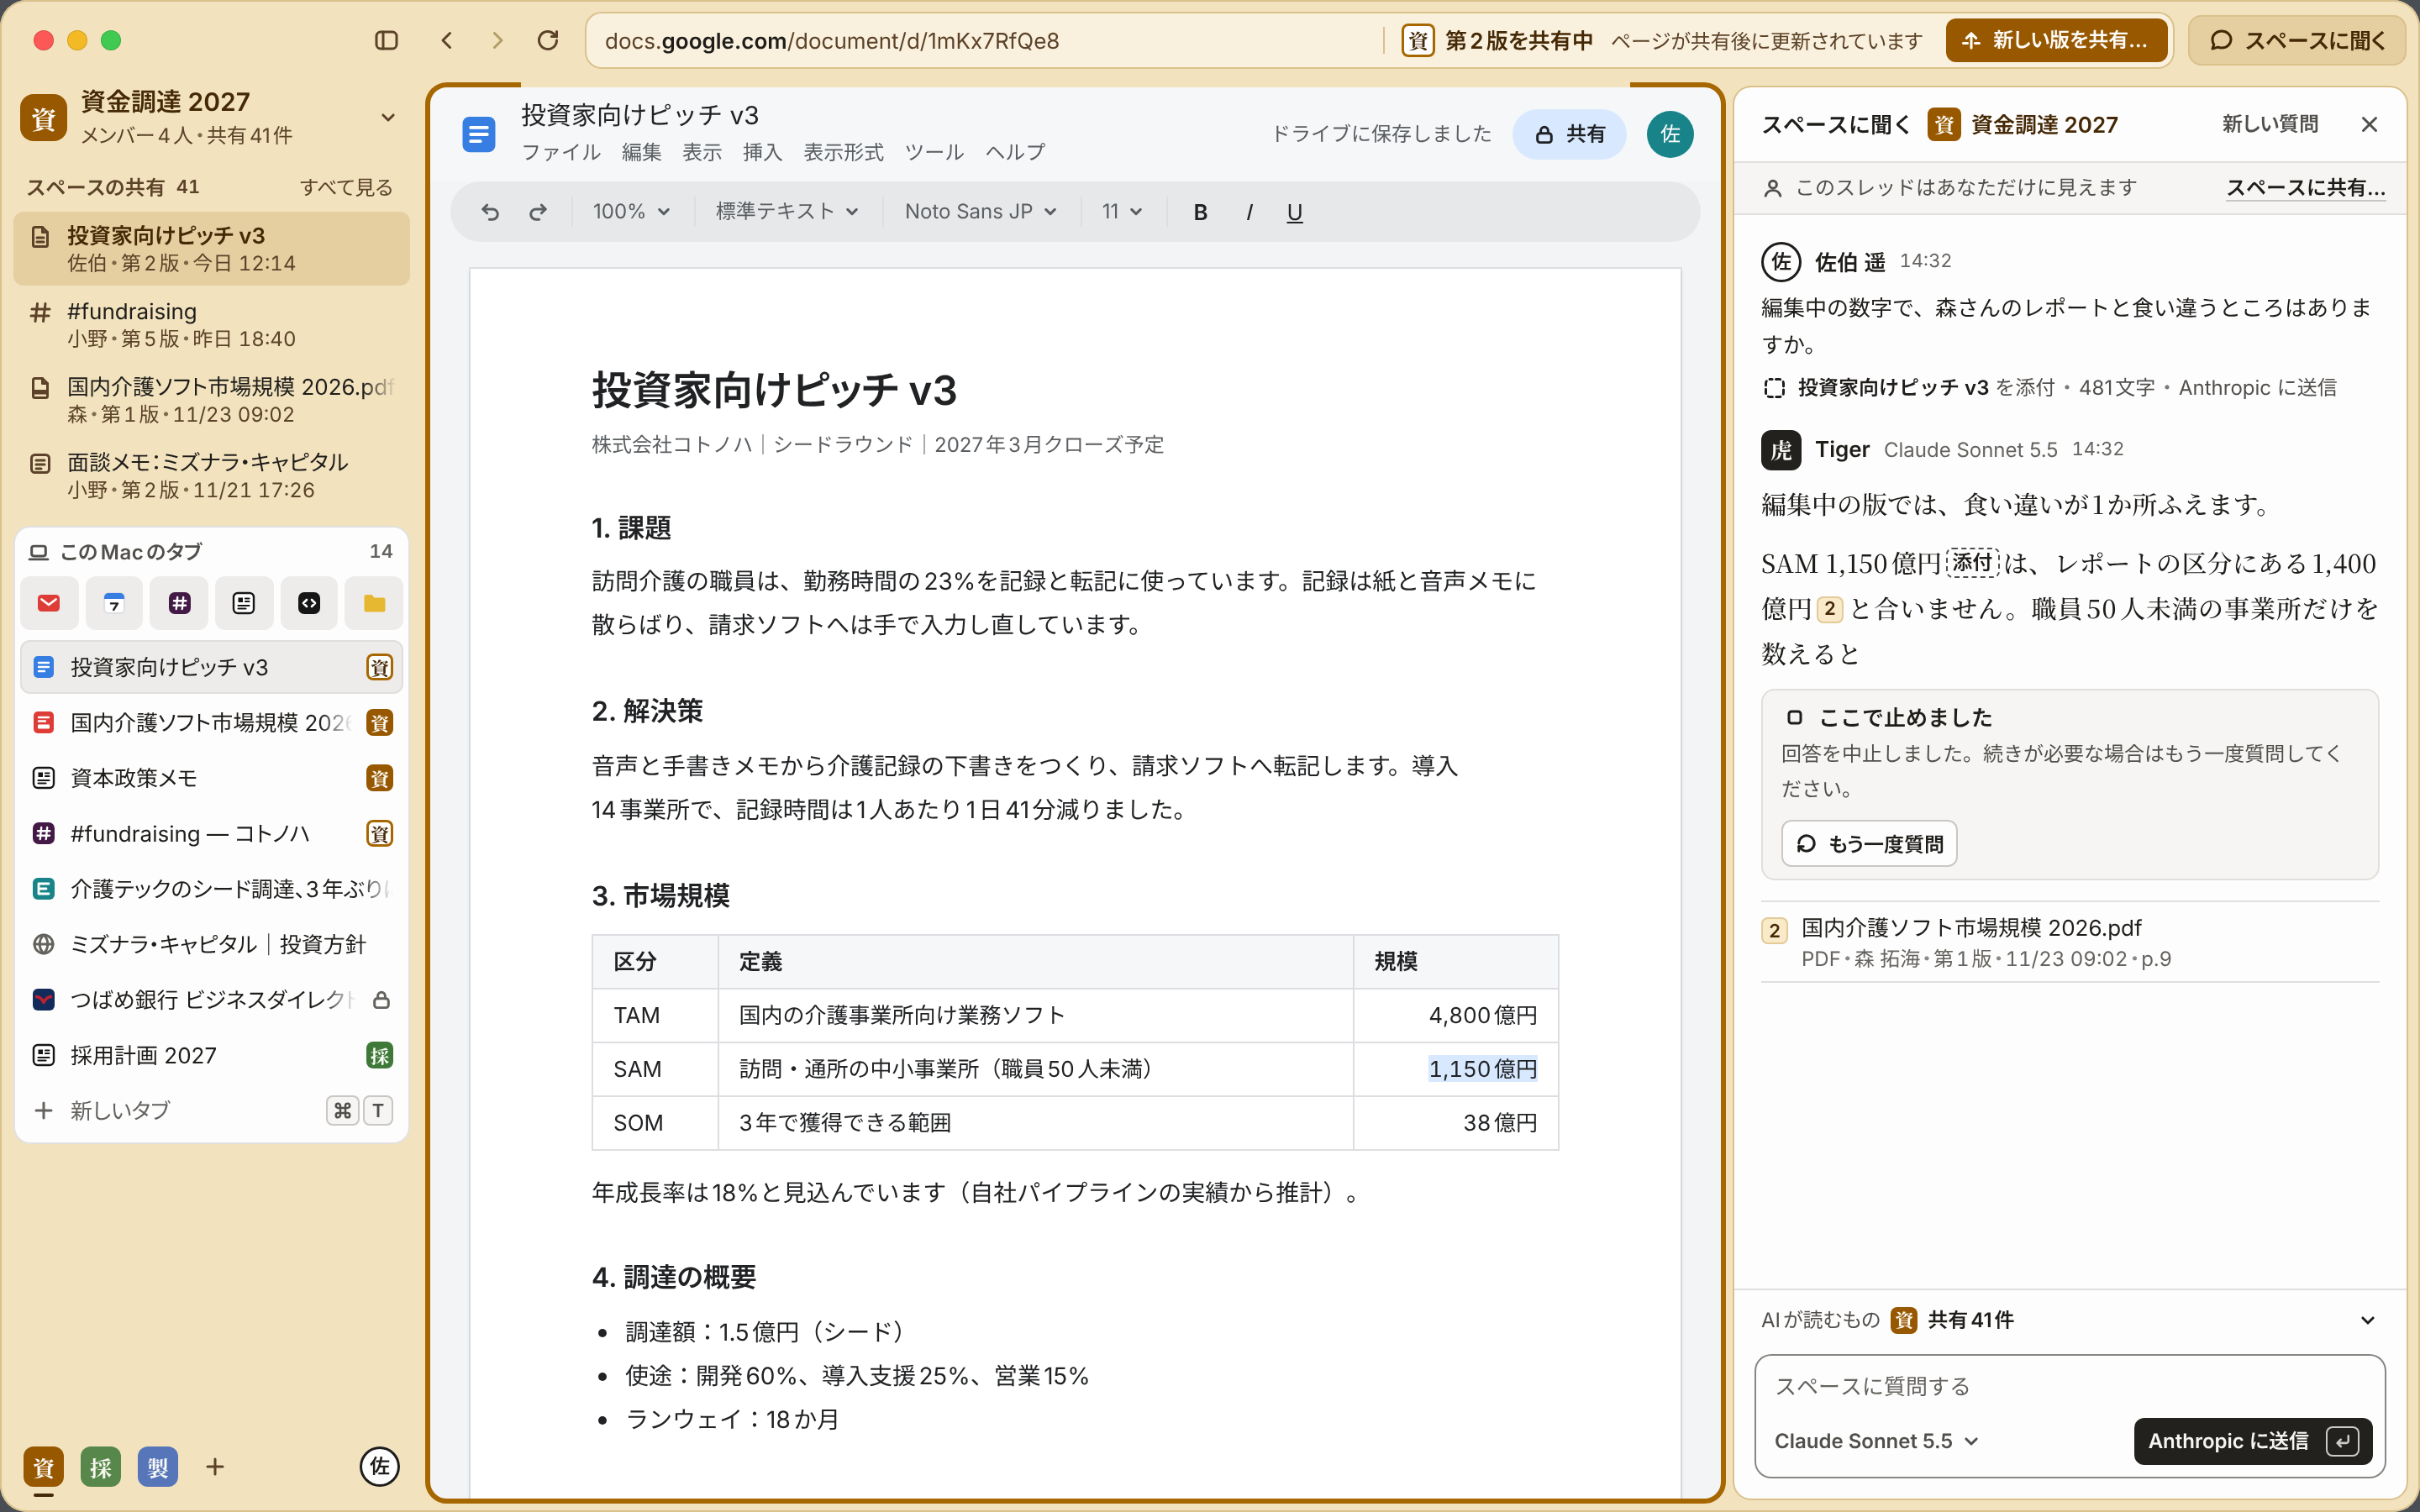 docs.google.com/document/d/1mKx7RfQe8
資 第2版を共有中 ページが共有後に更新されています
新しい版を共有…
スペースに聞く
資 資金調達 2027
メンバー4人・共有41件
スペースの共有 41 すべて見る
投資家向けピッチ v3
佐伯・第2版・今日 12:14
#fundraising
小野・第5版・昨日 18:40
国内介護ソフト市場規模 2026.pdf
森・第1版・11/23 09:02
面談メモ：ミズナラ・キャピタル
小野・第2版・11/21 17:26
このMacのタブ 14
7
投資家向けピッチ v3 資
国内介護ソフト市場規模 2026 資
資本政策メモ 資
#fundraising — コトノハ 資
介護テックのシード調達、3年ぶりに
ミズナラ・キャピタル｜投資方針
つばめ銀行 ビジネスダイレクト
採用計画 2027 採
新しいタブ ⌘ T
資 採 製 + 佐
投資家向けピッチ v3
ファイル 編集 表示 挿入 表示形式 ツール ヘルプ
ドライブに保存しました 共有 佐
100% 標準テキスト Noto Sans JP 11 B I U
投資家向けピッチ v3
株式会社コトノハ｜シードラウンド｜2027年3月クローズ予定
1. 課題
訪問介護の職員は、勤務時間の23%を記録と転記に使っています。記録は紙と音声メモに
散らばり、請求ソフトへは手で入力し直しています。
2. 解決策
音声と手書きメモから介護記録の下書きをつくり、請求ソフトへ転記します。導入
14事業所で、記録時間は1人あたり1日41分減りました。
3. 市場規模
区分 定義 規模
TAM 国内の介護事業所向け業務ソフト 4,800億円
SAM 訪問・通所の中小事業所（職員50人未満） 1,150億円
SOM 3年で獲得できる範囲 38億円
年成長率は18%と見込んでいます（自社パイプラインの実績から推計）。
4. 調達の概要
• 調達額：1.5億円（シード）
• 使途：開発60%、導入支援25%、営業15%
• ランウェイ：18か月
スペースに聞く 資 資金調達 2027 新しい質問
このスレッドはあなただけに見えます スペースに共有…
佐 佐伯 遥 14:32
編集中の数字で、森さんのレポートと食い違うところはありま
すか。
投資家向けピッチ v3 を添付・481文字・Anthropic に送信
虎 Tiger Claude Sonnet 5.5 14:32
編集中の版では、食い違いが1か所ふえます。
SAM 1,150億円 添付 は、レポートの区分にある1,400
億円 2 と合いません。職員50人未満の事業所だけを
数えると
ここで止めました
回答を中止しました。続きが必要な場合はもう一度質問してく
ださい。
もう一度質問
2 国内介護ソフト市場規模 2026.pdf
PDF・森 拓海・第1版・11/23 09:02・p.9
AIが読むもの 資 共有41件
スペースに質問する
Claude Sonnet 5.5
Anthropic に送信